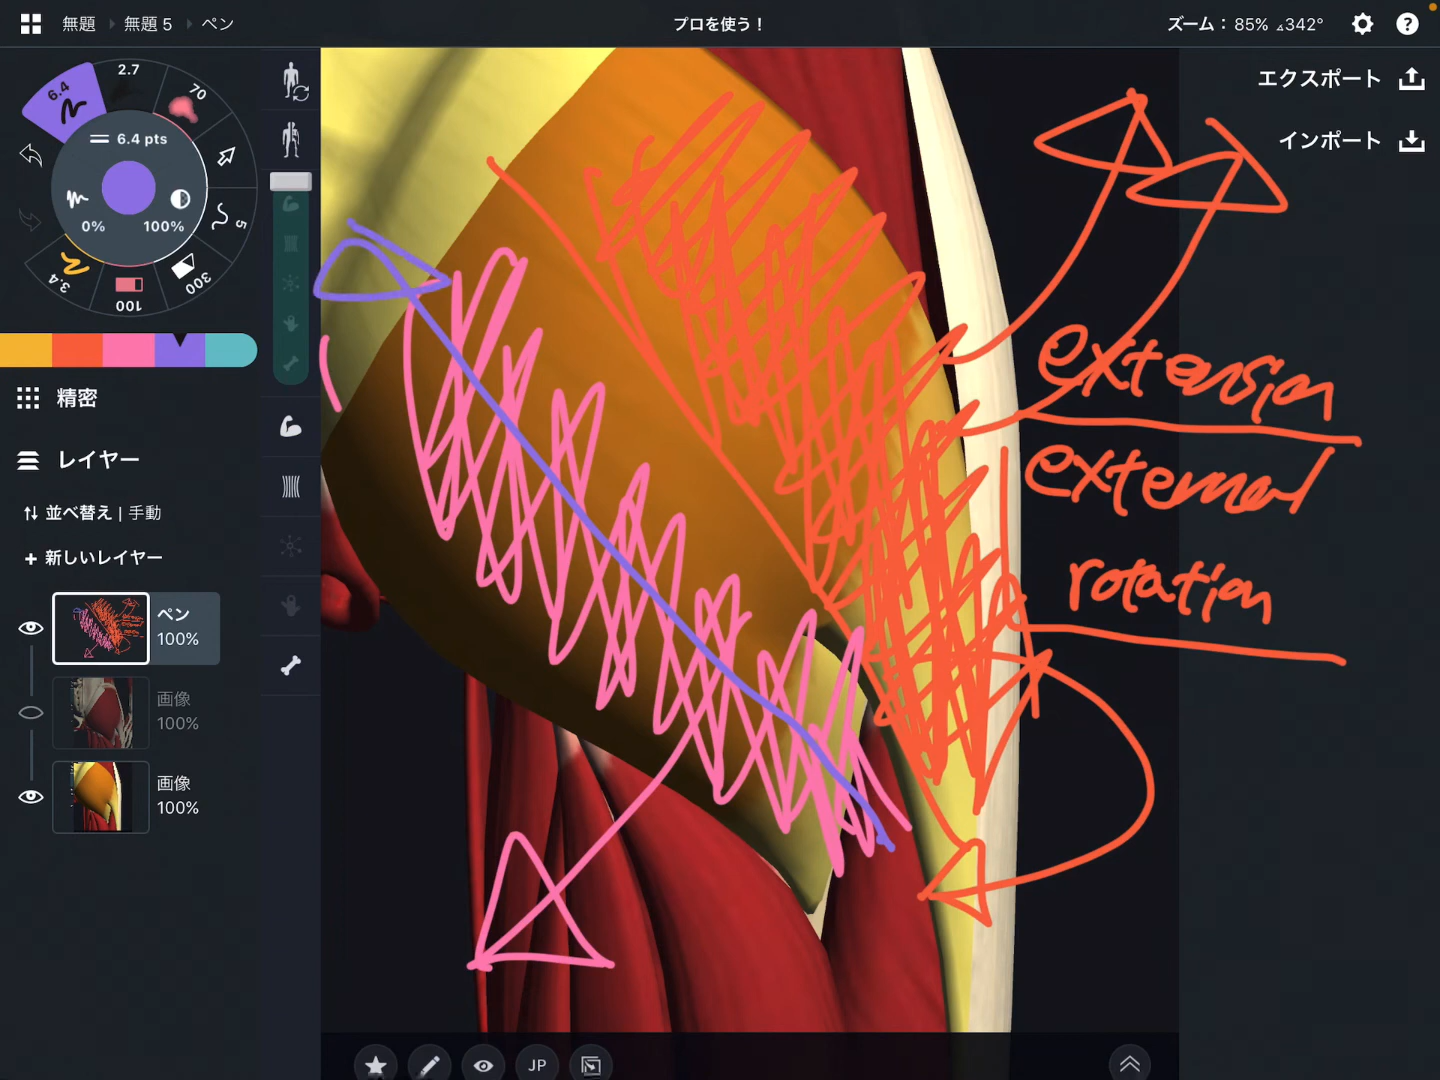 無題 無題 5 ペン
プロを使う！
ズーム： 85% ⊿342°
エクスポート
インポート
6.4
2.7
70
5
300
100
3.4
6.4 pts
0%
100%
精密
レイヤー
並べ替え | 手動
+ 新しいレイヤー
ペン
100%
画像
100%
画像
100%
extension
external
rotation
JP